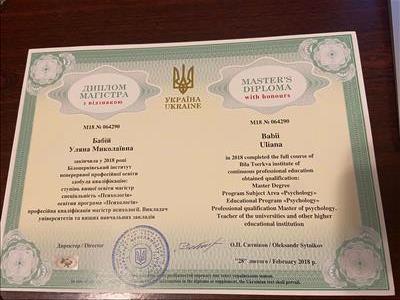 ДИПЛОМ
МАГІСТРА
з відзнакою
УКРАЇНА
UKRAINE
MASTER'S
DIPLOMA
with honours
М18 № 064290
Бабій
Уляна Миколаївна
закінчила у 2018 році
Білоцерківський інститут
неперервної професійної освіти
здобула кваліфікацію:
ступінь вищої освіти магістр
спеціальність «Психологія»
освітня програма «Психологія»
професійна кваліфікація магістр психології. Викладач
університетів та вищих навчальних закладів
M18 № 064290
Babii
Uliana
in 2018 completed the full course of
Bila Tserkva institute of
continuous professional education
obtained qualification:
Master Degree
Program Subject Area «Psychology»
Educational Program «Psychology»
Professional qualification Master of psychology.
Teacher of the universities and other higher
educational institution
Директор / Director
О.П. Ситніков / Oleksandr Sytnikov
"28" лютого / February 2018 р.